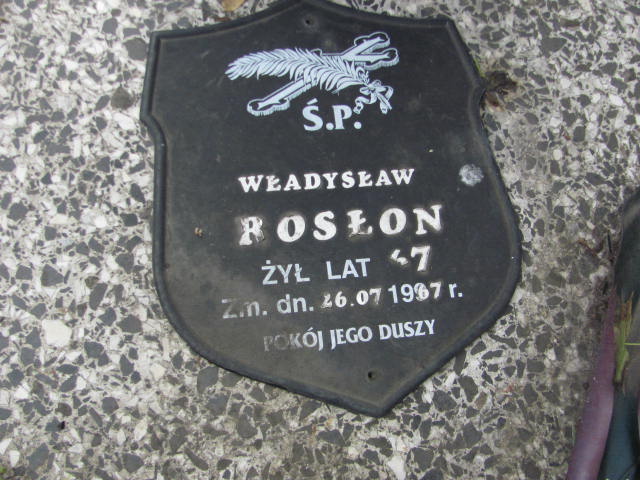 Ś.P.
WŁADYSŁAW
ROSŁON
ŻYŁ LAT
Zm. dn. 26.07 1987 r.
POKÓJ JEGO DUSZY